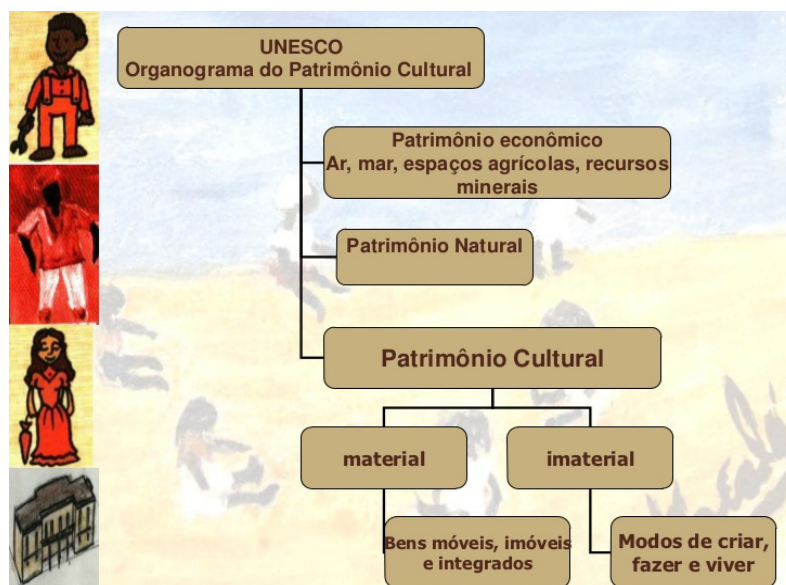 UNESCO
Organograma do Patrimônio Cultural
Patrimônio econômico
Ar, mar, espaços agrícolas, recursos
minerais
Patrimônio Natural
Patrimônio Cultural
material
imaterial
Bens móveis, imóveis
e integrados
Modos de criar,
fazer e viver